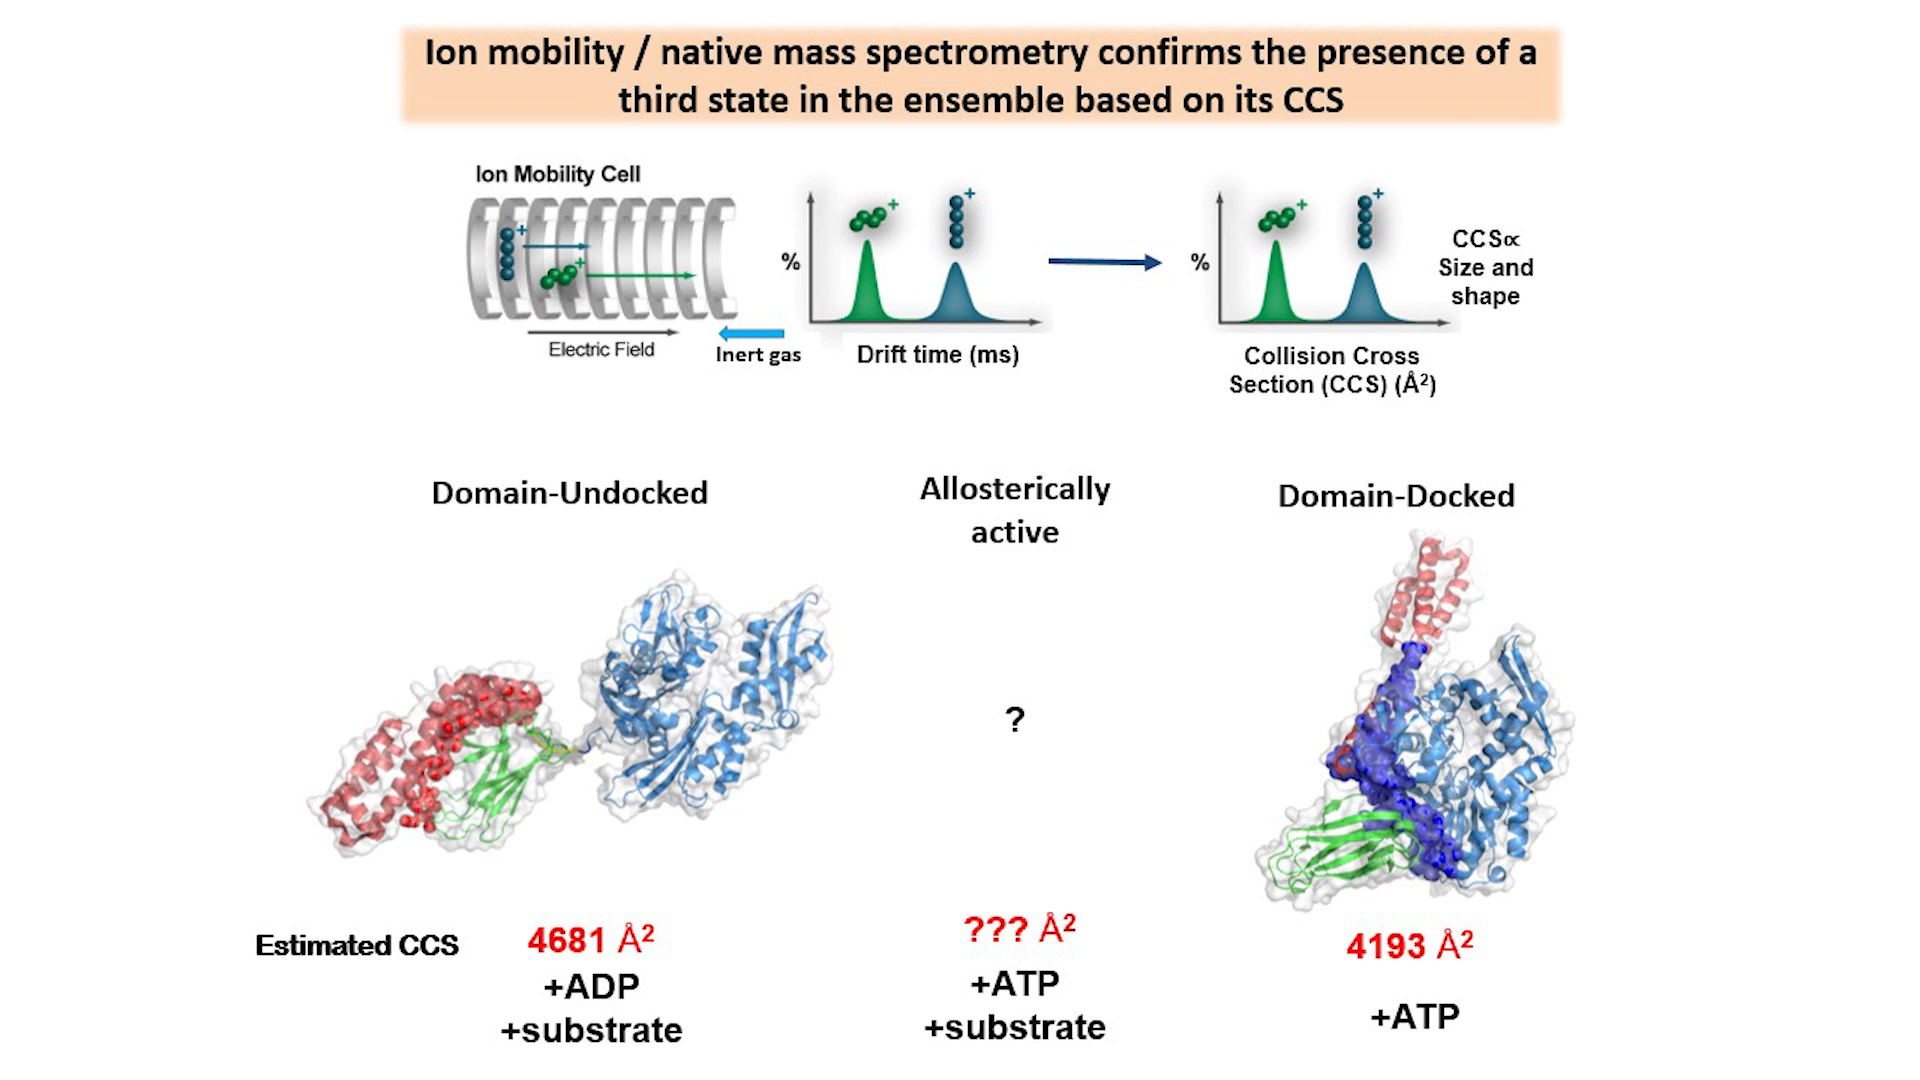 Ion mobility / native mass spectrometry confirms the presence of a
third state in the ensemble based on its CCS
Ion Mobility Cell
+
+
Electric Field
Inert gas
%
+
+
Drift time (ms)
%
+
+
Collision Cross
Section (CCS) (Å²)
CCS∝
Size and
shape
Domain-Undocked
Allosterically
active
Domain-Docked
?
Estimated CCS
4681 Å²
+ADP
+substrate
??? Å²
+ATP
+substrate
4193 Å²
+ATP